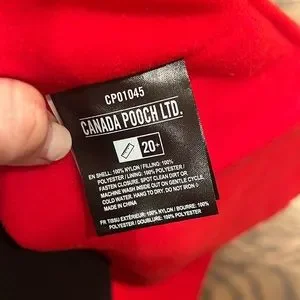 CP01045
CANADA POOCH LTD.
20+
EN SHELL: 100% NYLON / FILLING: 100%
POLYESTER / LINING: 100% POLYESTER
FASTEN CLOSURE. SPOT CLEAN DIRT OR
MACHINE WASH INSIDE OUT ON GENTLE CYCLE,
COLD WATER. HANG TO DRY, DO NOT IRON
MADE IN CHINA
FR TISSU EXTÉRIEUR: 100% NYLON / BOURRE: 100%
POLYESTER / DOUBLURE: 100% POLYESTER